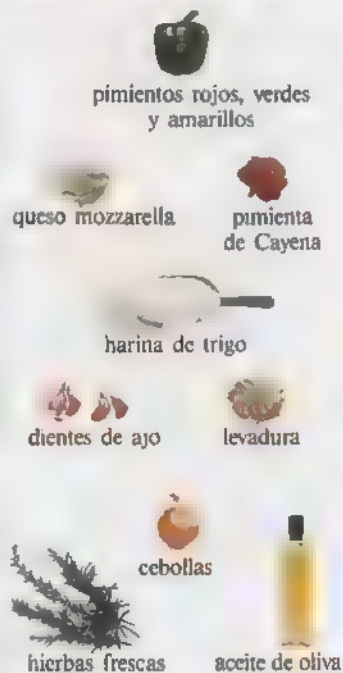 pimientos rojos, verdes
y amarillos
queso mozzarella
pimienta
de Cayena
harina de trigo
dientes de ajo
levadura
cebollas
hierbas frescas
aceite de oliva